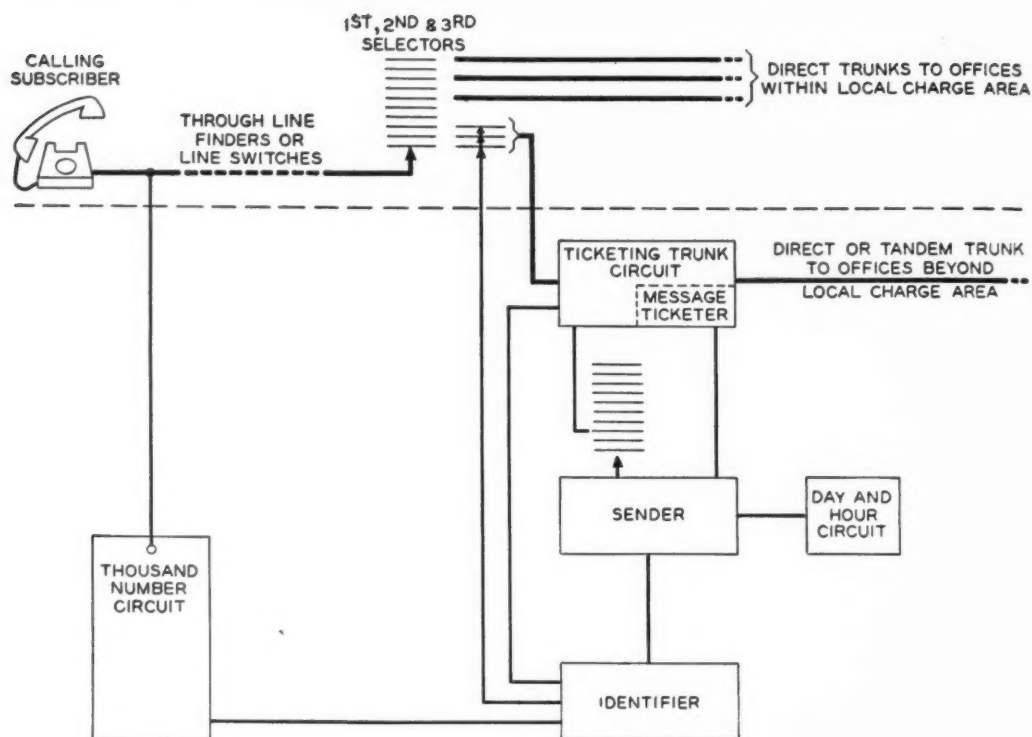 1ST, 2ND & 3RD
SELECTORS
CALLING
SUBSCRIBER
DIRECT TRUNKS TO OFFICES
WITHIN LOCAL CHARGE AREA
THROUGH LINE
FINDERS OR
LINE SWITCHES
TICKETING TRUNK
CIRCUIT
MESSAGE
TICKETER
DIRECT OR TANDEM TRUNK
TO OFFICES BEYOND
LOCAL CHARGE AREA
SENDER
DAY AND
HOUR
CIRCUIT
THOUSAND
NUMBER
CIRCUIT
IDENTIFIER